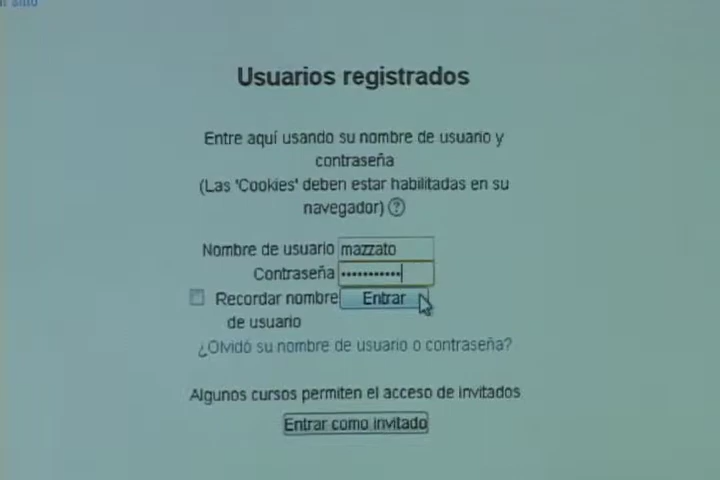 Usuarios registrados
Entre aquí usando su nombre de usuario y
contraseña
(Las 'Cookies' deben estar habilitadas en su
navegador) ?
Nombre de usuario mazzato
Contraseña •••••••••••
Recordar nombre Entrar
de usuario
¿Olvidó su nombre de usuario o contraseña?
Algunos cursos permiten el acceso de invitados
Entrar como invitado